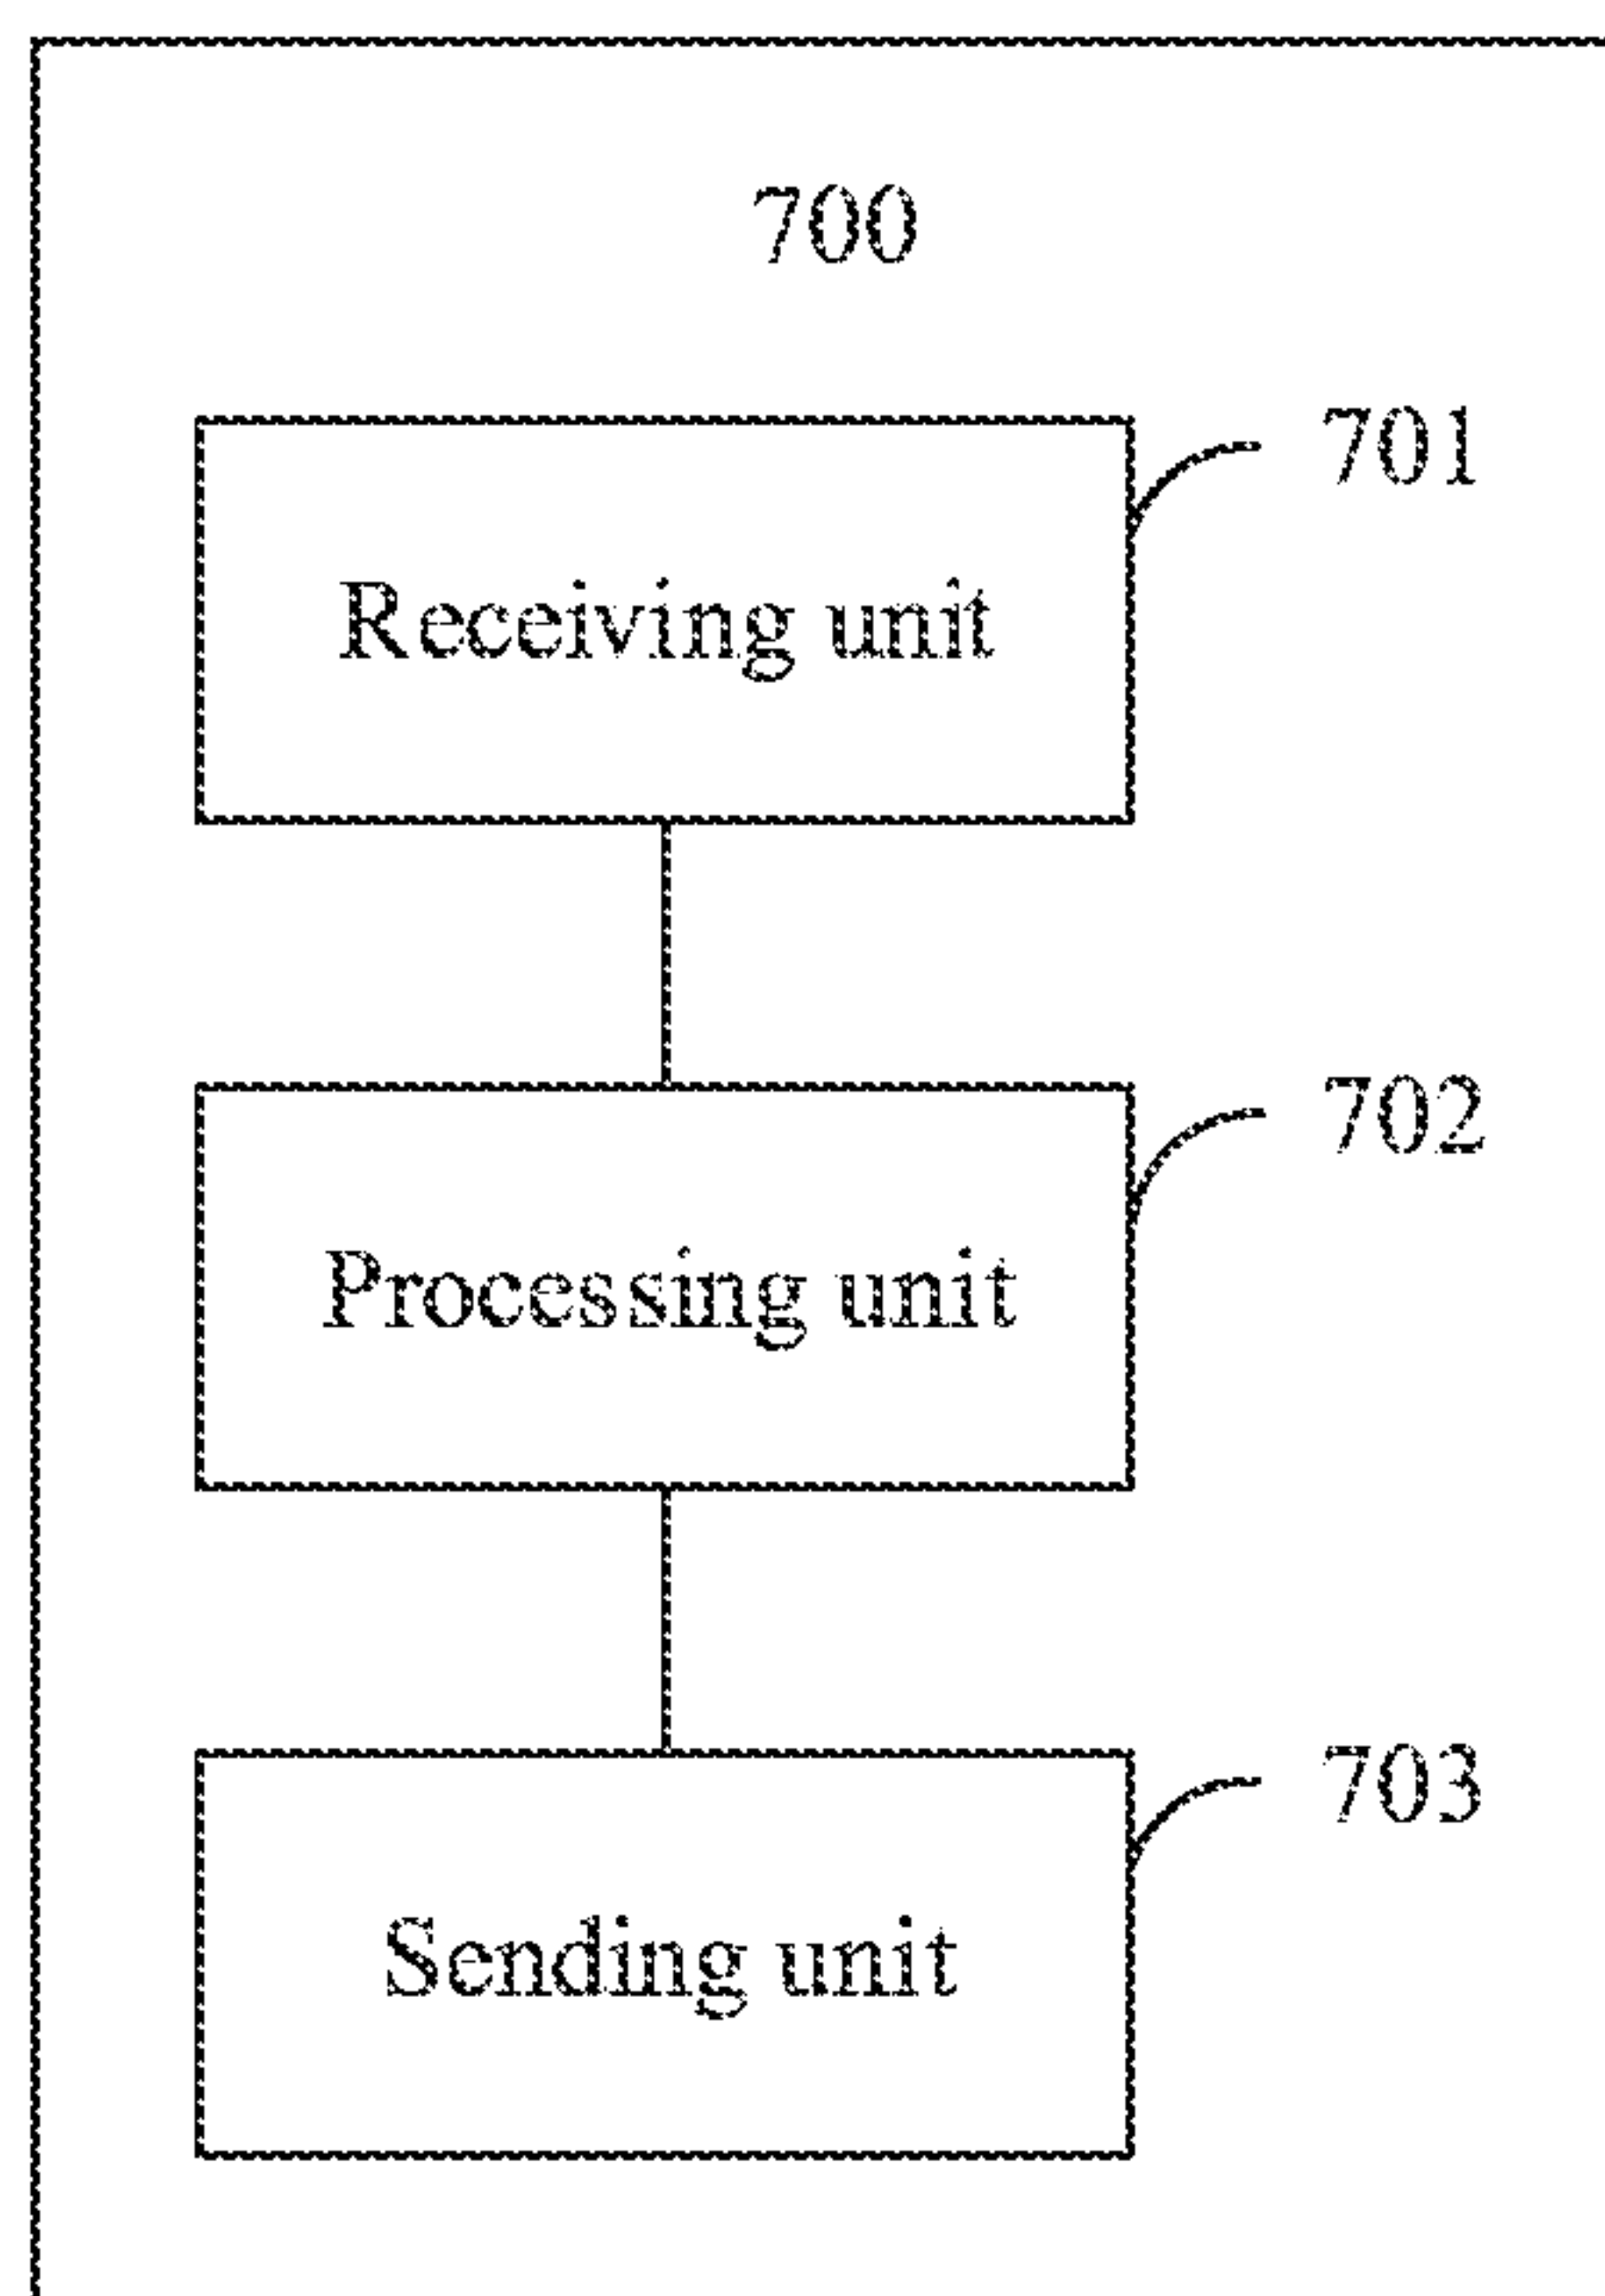 700
701
Receiving unit
702
Processing unit
703
Sending unit